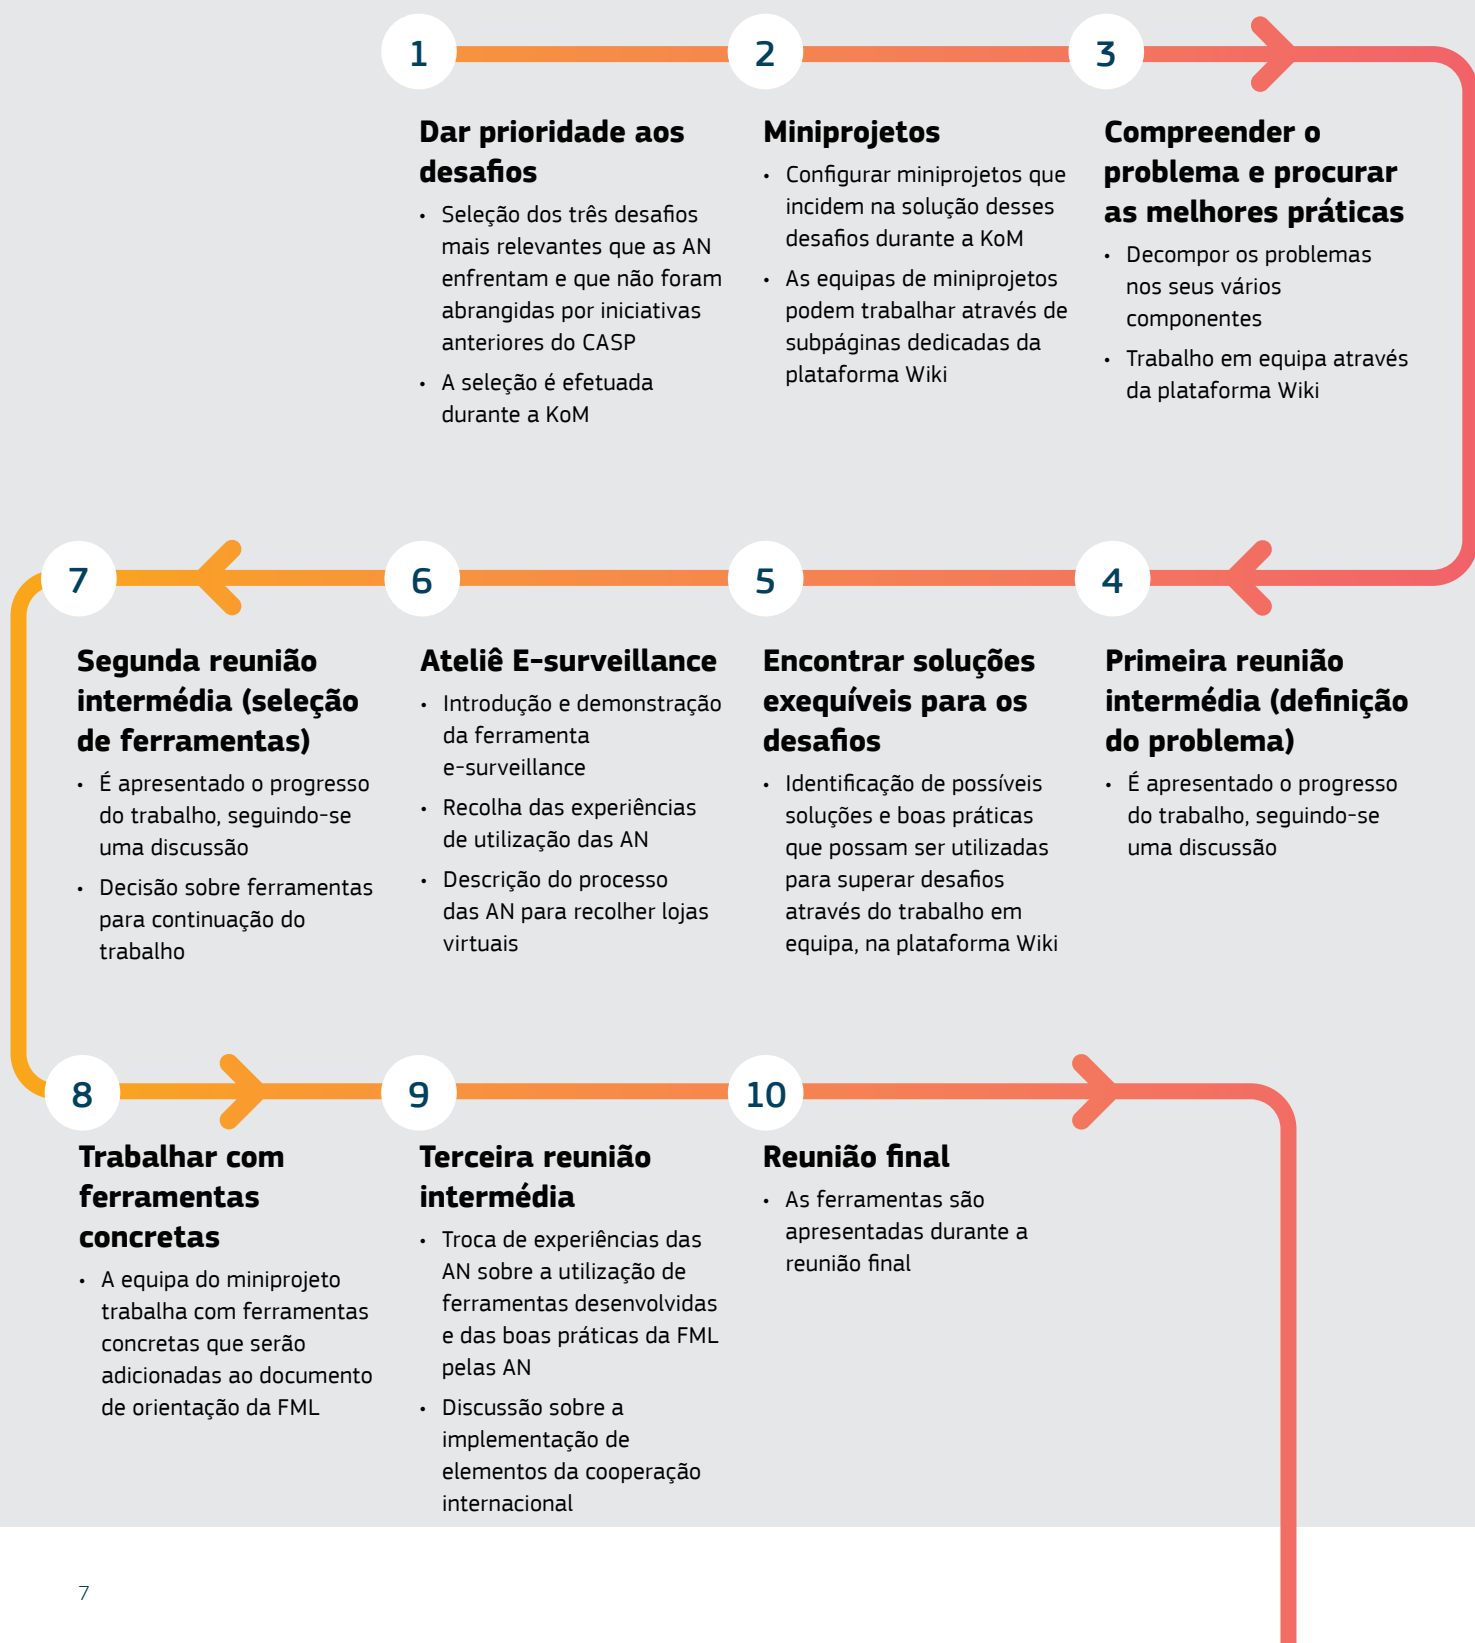 1
Dar prioridade aos
desafios
• Seleção dos três desafios
mais relevantes que as AN
enfrentam e que não foram
abrangidas por iniciativas
anteriores do CASP
• A seleção é efetuada
durante a KoM
2
Miniprojetos
• Configurar miniprojetos que
incidem na solução desses
desafios durante a KoM
• As equipas de miniprojetos
podem trabalhar através de
subpáginas dedicadas da
plataforma Wiki
3
Compreender o
problema e procurar
as melhores práticas
• Decompor os problemas
nos seus vários
componentes
• Trabalho em equipa através
da plataforma Wiki
4
Primeira reunião
intermédia (definição
do problema)
• É apresentado o progresso
do trabalho, seguindo-se
uma discussão
5
Encontrar soluções
exequíveis para os
desafios
• Identificação de possíveis
soluções e boas práticas
que possam ser utilizadas
para superar desafios
através do trabalho em
equipa, na plataforma Wiki
6
Ateliê E-surveillance
• Introdução e demonstração
da ferramenta
e-surveillance
• Recolha das experiências
de utilização das AN
• Descrição do processo
das AN para recolher lojas
virtuais
7
Segunda reunião
intermédia (seleção
de ferramentas)
• É apresentado o progresso
do trabalho, seguindo-se
uma discussão
• Decisão sobre ferramentas
para continuação do
trabalho
8
Trabalhar com
ferramentas
concretas
• A equipa do miniprojeto
trabalha com ferramentas
concretas que serão
adicionadas ao documento
de orientação da FML
9
Terceira reunião
intermédia
• Troca de experiências das
AN sobre a utilização de
ferramentas desenvolvidas
e das boas práticas da FML
pelas AN
• Discussão sobre a
implementação de
elementos da cooperação
internacional
10
Reunião final
• As ferramentas são
apresentadas durante a
reunião final
7